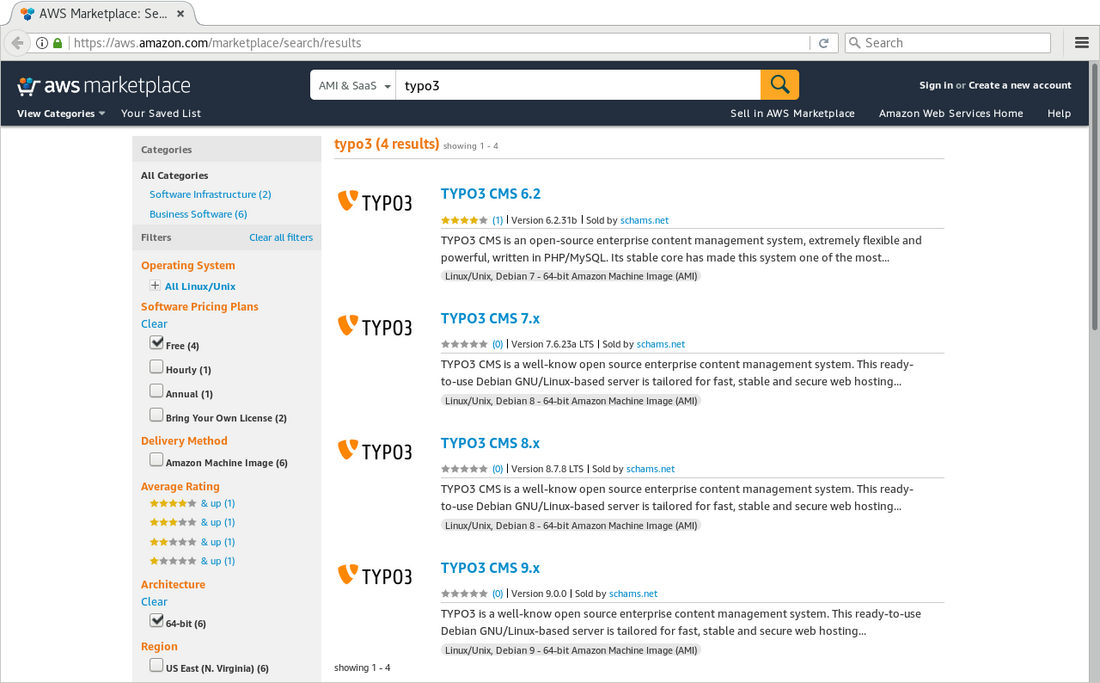 AWS Marketplace: Se...
https://aws.amazon.com/marketplace/search/results
Search
aws marketplace
AMI & SaaS
typo3
Sign in or Create a new account
View Categories
Your Saved List
Sell in AWS Marketplace
Amazon Web Services Home
Help
Categories
All Categories
Software Infrastructure (2)
Business Software (6)
Filters
Clear all filters
Operating System
All Linux/Unix
Software Pricing Plans
Clear
Free (4)
Hourly (1)
Annual (1)
Bring Your Own License (2)
Delivery Method
Amazon Machine Image (6)
Average Rating
& up (1)
& up (1)
& up (1)
& up (1)
Architecture
Clear
64-bit (6)
Region
US East (N. Virginia) (6)
typo3 (4 results) showing 1 - 4
TYPO3
TYPO3 CMS 6.2
(1) | Version 6.2.31b | Sold by schams.net
TYPO3 CMS is an open-source enterprise content management system, extremely flexible and
powerful, written in PHP/MySQL. Its stable core has made this system one of the most...
Linux/Unix, Debian 7 - 64-bit Amazon Machine Image (AMI)
TYPO3
TYPO3 CMS 7.x
(0) | Version 7.6.23a LTS | Sold by schams.net
TYPO3 CMS is a well-know open source enterprise content management system. This ready-
to-use Debian GNU/Linux-based server is tailored for fast, stable and secure web hosting...
Linux/Unix, Debian 8 - 64-bit Amazon Machine Image (AMI)
TYPO3
TYPO3 CMS 8.x
(0) | Version 8.7.8 LTS | Sold by schams.net
TYPO3 CMS is a well-know open source enterprise content management system. This ready-
to-use Debian GNU/Linux-based server is tailored for fast, stable and secure web hosting...
Linux/Unix, Debian 8 - 64-bit Amazon Machine Image (AMI)
TYPO3
TYPO3 CMS 9.x
(0) | Version 9.0.0 | Sold by schams.net
TYPO3 is a well-know open source enterprise content management system. This ready-to-use
Debian GNU/Linux-based server is tailored for fast, stable and secure web hosting...
Linux/Unix, Debian 9 - 64-bit Amazon Machine Image (AMI)
showing 1 - 4